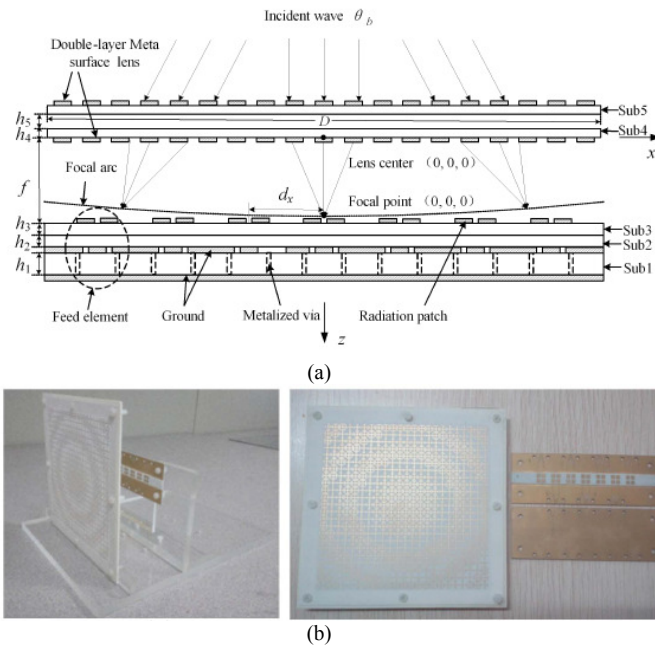 Incident wave θb
Double-layer Meta
surface lens
h5
D
Sub5
h4
Sub4
x
Lens center (0, 0, 0)
f
Focal arc
dx
Focal point (0, 0, 0)
h3
Sub3
h2
Sub2
h1
Sub1
Feed element
Ground
Metalized via
Radiation patch
z
(a)
(b)